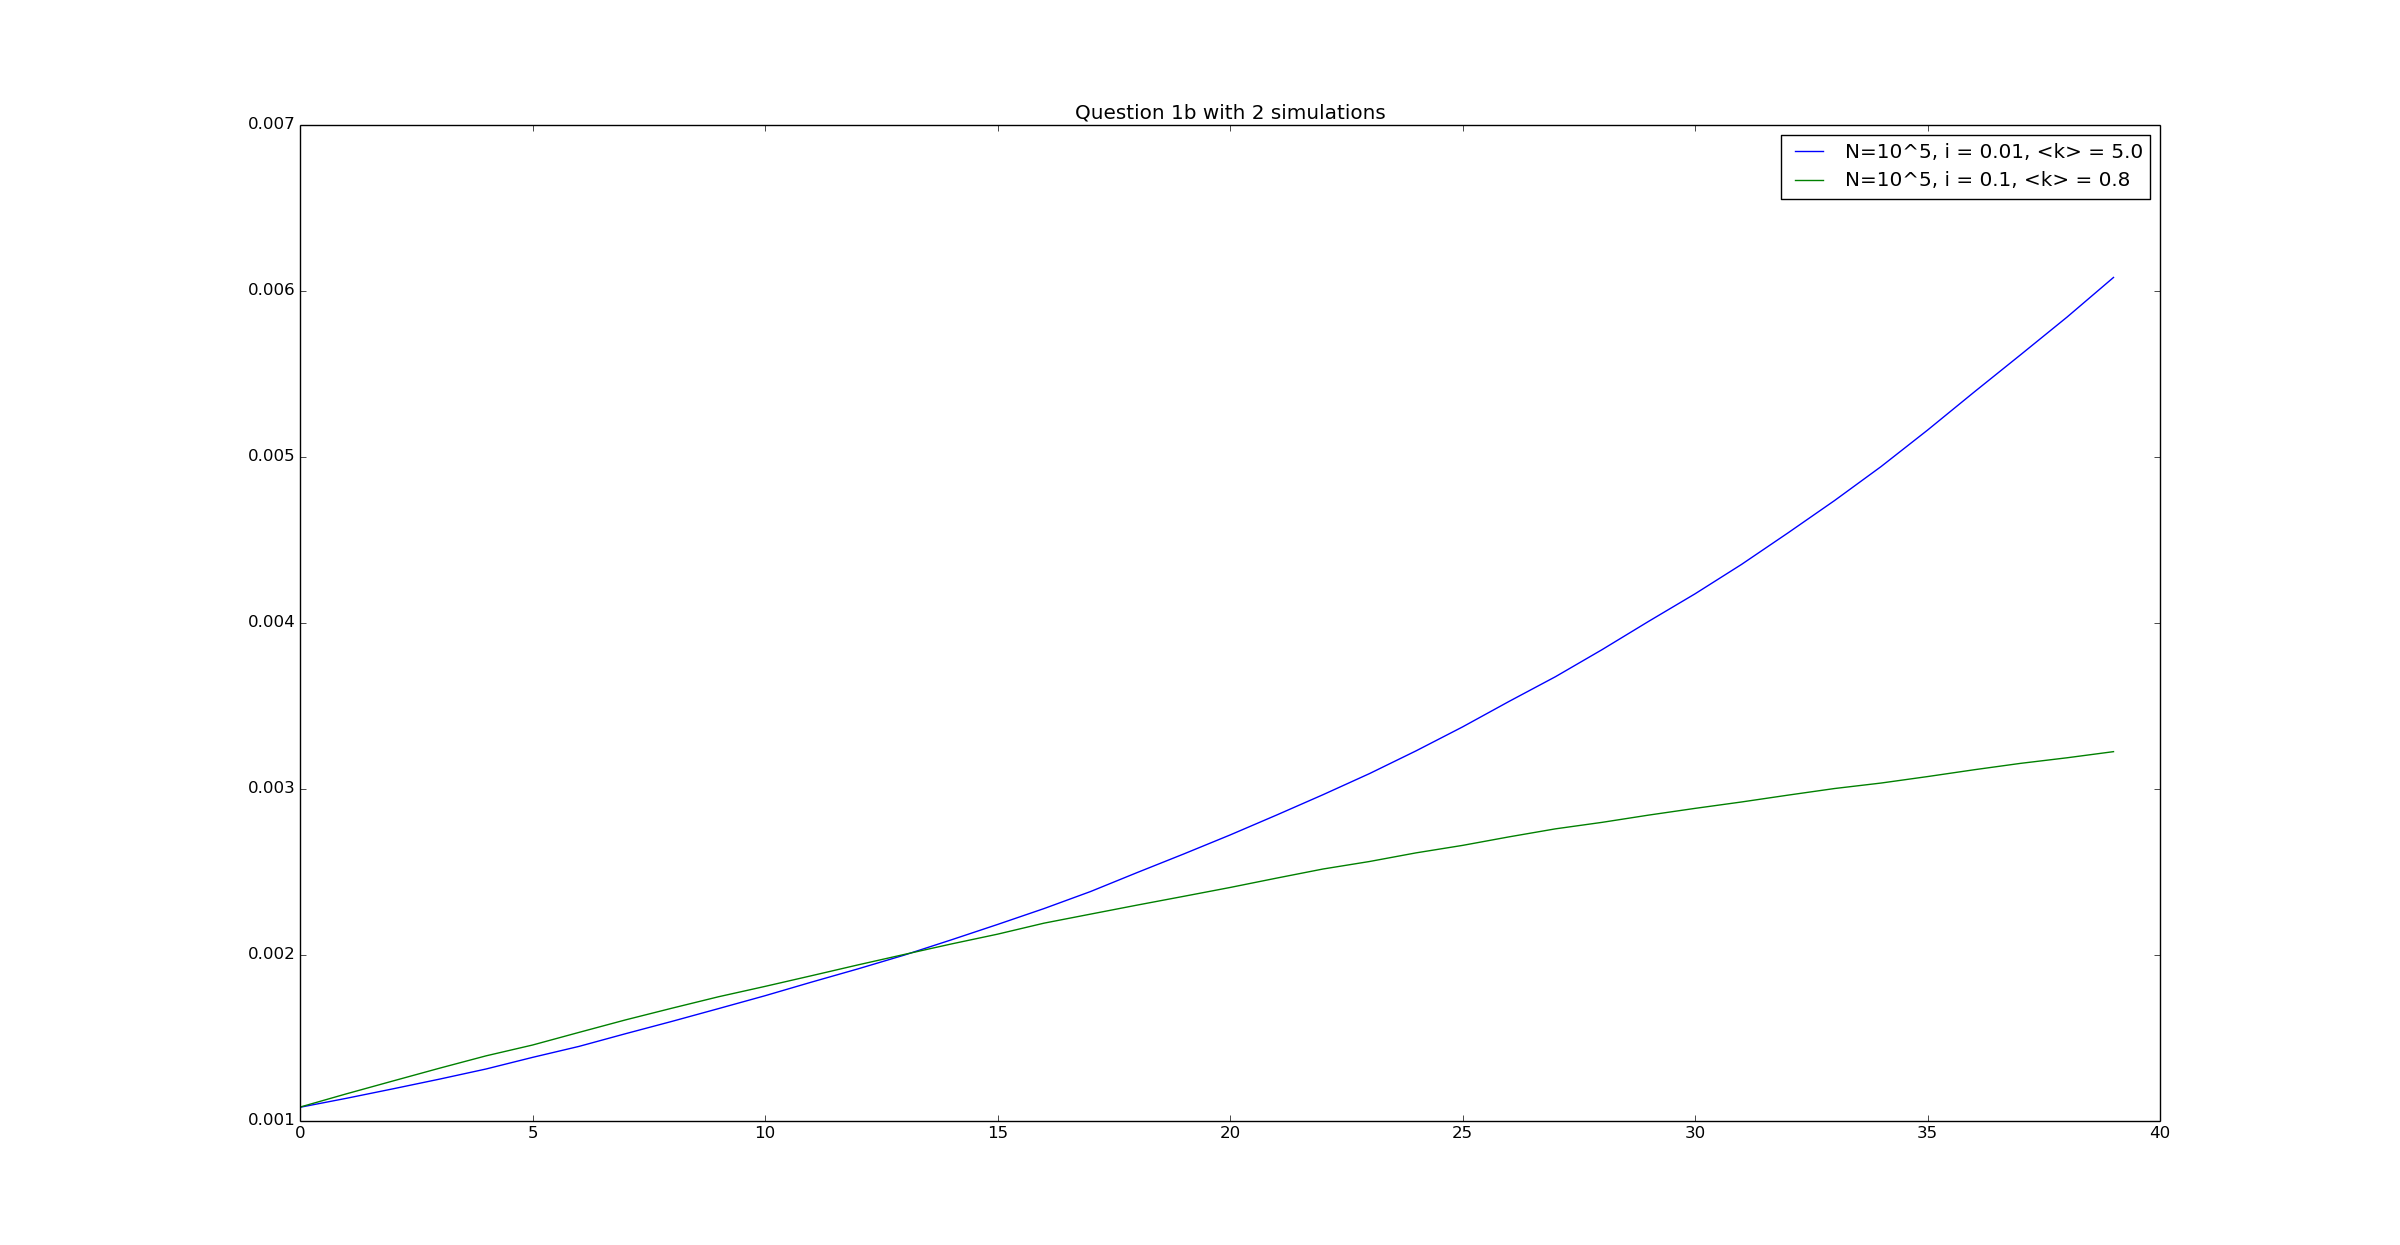 Question 1b with 2 simulations
0.007
N=10^5, i = 0.01, <k> = 5.0
N=10^5, i = 0.1, <k> = 0.8
0.006
0.005
0.004
0.003
0.002
0.001
0 5 10 15 20 25 30 35 40